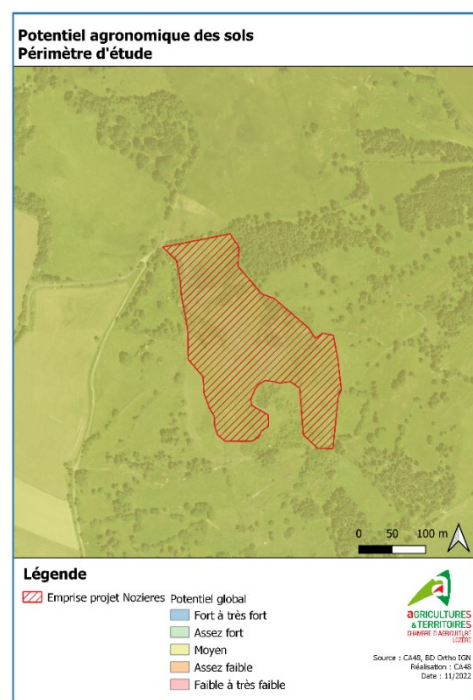 Potentiel agronomique des sols
Périmètre d'étude
0 50 100 m
Légende
Emprise projet Nozieres
Potentiel global
Fort à très fort
Assez fort
Moyen
Assez faible
Faible à très faible
aGRICULTURES
& TERRITOIRES
CHAMBRE D'AGRICULTURE
LOZÈRE
Source : CA48, BD Ortho IGN
Réalisation : CA48
Date : 11/2022